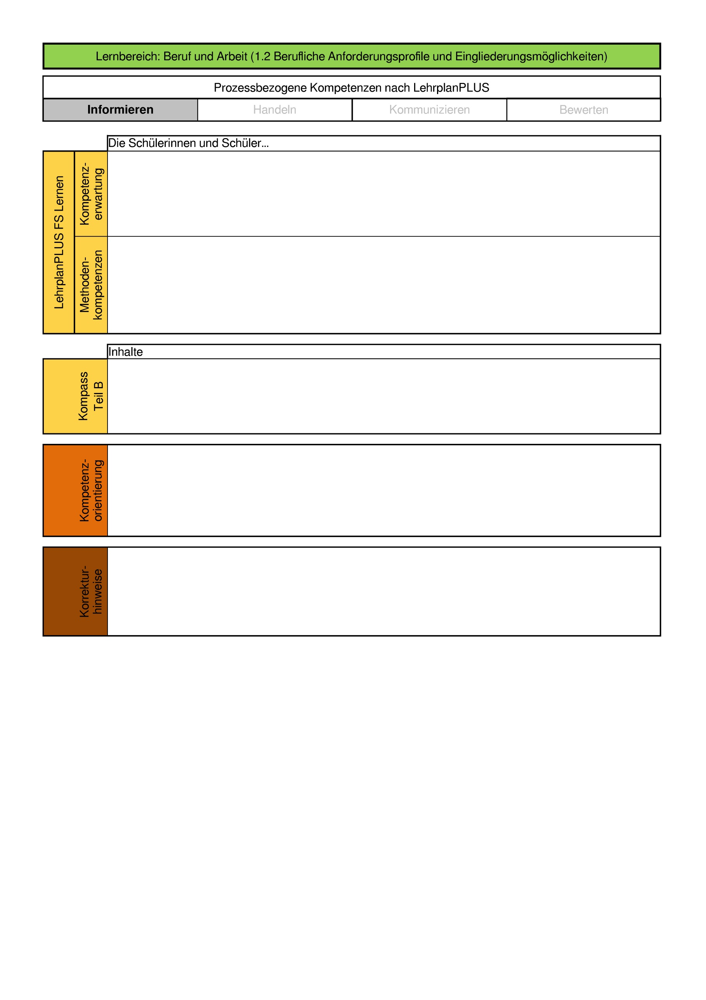 Lernbereich: Beruf und Arbeit (1.2 Berufliche Anforderungsprofile und Eingliederungsmöglichkeiten)
Prozessbezogene Kompetenzen nach LehrplanPLUS
Informieren
Handeln
Kommunizieren
Bewerten
Die Schülerinnen und Schüler...
LehrplanPLUS FS Lernen
Kompetenz-
erwartung
Methoden-
kompetenzen
Inhalte
Kompass
Teil B
Kompetenz-
orientierung
Korrektur-
hinweise